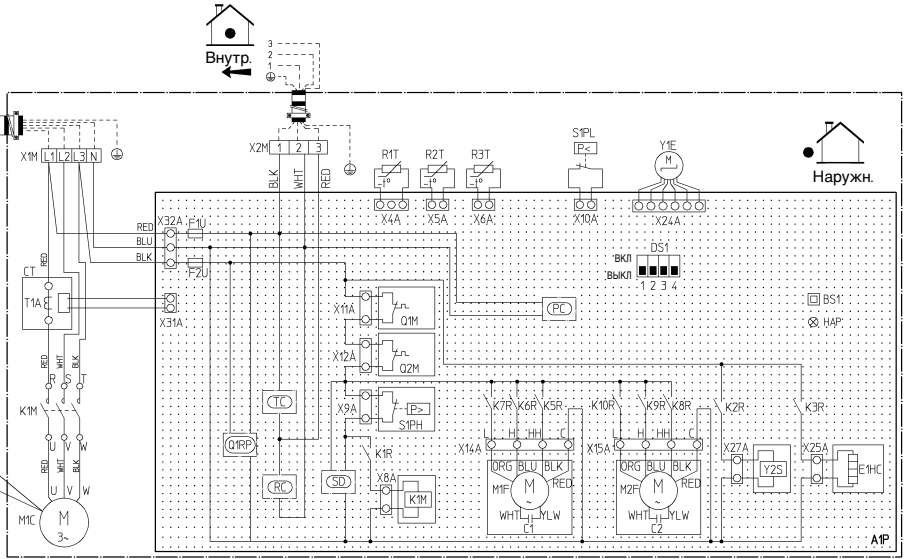 3
2
Внутр.
1
X1M L1 L2 L3 N
X2M 1 2 3
BLK
WHT
RED
R1T
R2T
R3T
-t°
-t°
-t°
X4A
X5A
X6A
S1PL
P<
X10A
Y1E
M
X24A
Наружн.
X32A
F1U
RED
BLU
BLK
F2U
RED
CT
T1A
X31A
ВКЛ
DS1
ВЫКЛ
1 2 3 4
BS1
HAP
X11A
Q1M
PC
X12A
Q2M
RED
WHT
BLK
R S T
K1M
U V W
RED
WHT
BLK
U V W
M1C
M
3~
TC
Q1RP
RC
SD
X9A
P>
S1PH
K1R
X8A
K1M
K7R
K6R
K5R
K10R
K9R
K8R
K2R
K3R
X14A
L H HH C
X15A
L H HH C
ORG BLU BLK
RED
M1F
M
~
WHT YLW
C1
ORG BLU BLK
RED
M2F
M
~
WHT YLW
C2
X27A
Y2S
X25A
E1HC
A1P